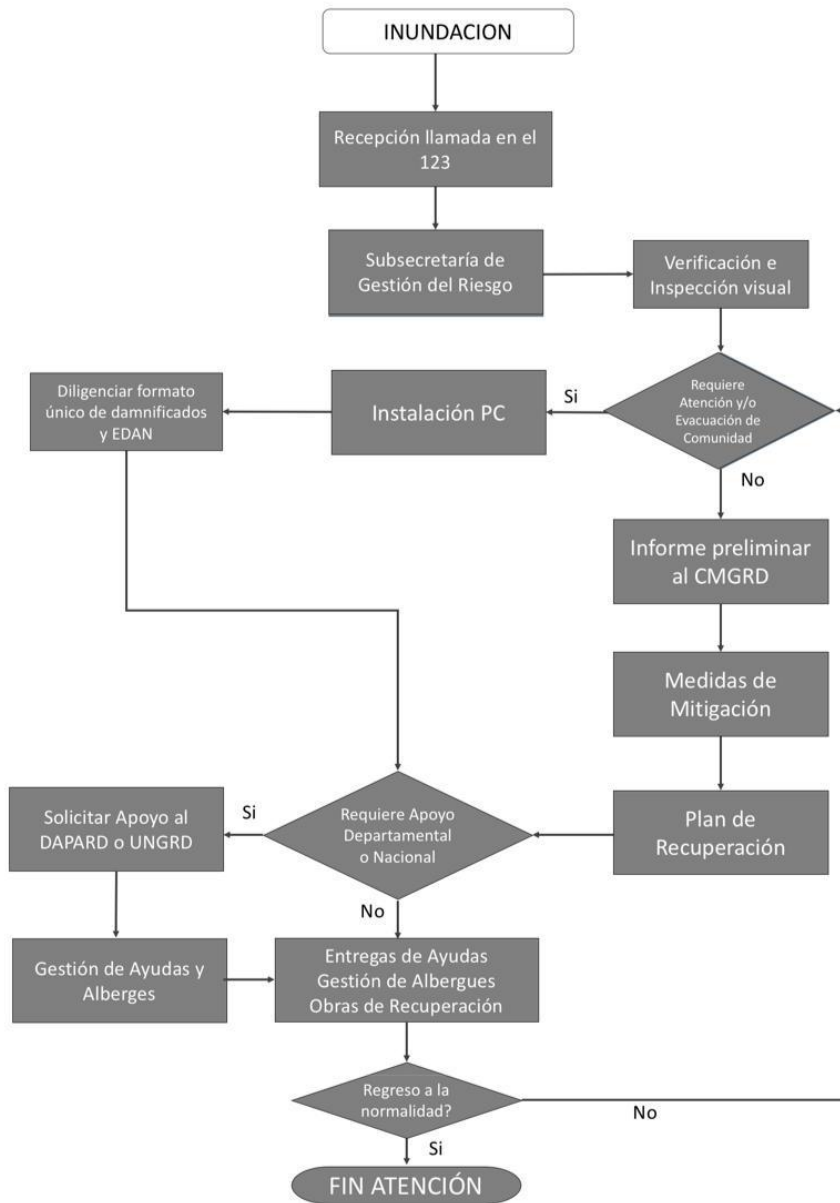 INUNDACION
Recepción llamada en el
123
Subsecretaría de
Gestión del Riesgo
Verificación e
Inspección visual
Requiere
Atención y/o
Evacuación de
Comunidad
Si
Instalación PC
Diligenciar formato
único de damnificados
y EDAN
No
Informe preliminar
al CMGRD
Medidas de
Mitigación
Plan de
Recuperación
Requiere Apoyo
Departamental
o Nacional
Si
Solicitar Apoyo al
DAPARD o UNGRD
Gestión de Ayudas y
Alberges
No
Entregas de Ayudas
Gestión de Albergues
Obras de Recuperación
Regreso a la
normalidad?
No
Si
FIN ATENCIÓN